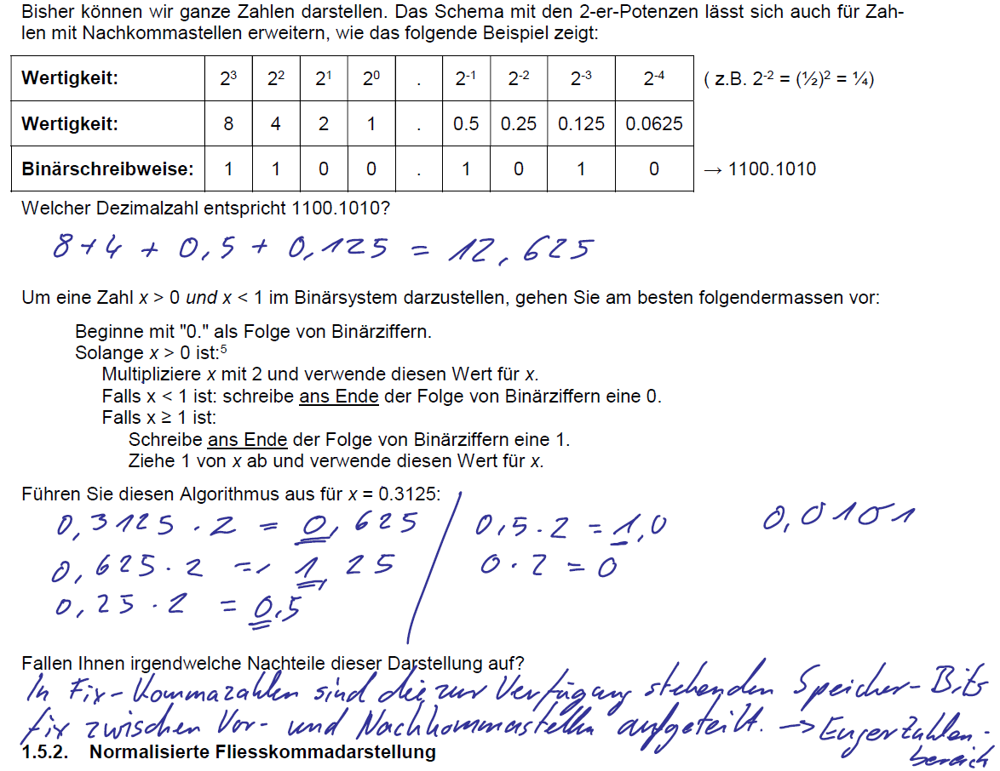 Bisher können wir ganze Zahlen darstellen. Das Schema mit den 2-er-Potenzen lässt sich auch für Zah-
len mit Nachkommastellen erweitern, wie das folgende Beispiel zeigt:
Wertigkeit: 2³ 2² 2¹ 2⁰ . 2⁻¹ 2⁻² 2⁻³ 2⁻⁴ ( z.B. 2⁻² = (½)² = ¼)
Wertigkeit: 8 4 2 1 . 0.5 0.25 0.125 0.0625
Binärschreibweise: 1 1 0 0 . 1 0 1 0 → 1100.1010
Welcher Dezimalzahl entspricht 1100.1010?
8+4 + 0,5 + 0,125 = 12,625
Um eine Zahl x > 0 und x < 1 im Binärsystem darzustellen, gehen Sie am besten folgendermassen vor:
Beginne mit "0." als Folge von Binärziffern.
Solange x > 0 ist:⁵
Multipliziere x mit 2 und verwende diesen Wert für x.
Falls x < 1 ist: schreibe ans Ende der Folge von Binärziffern eine 0.
Falls x ≥ 1 ist:
Schreibe ans Ende der Folge von Binärziffern eine 1.
Ziehe 1 von x ab und verwende diesen Wert für x.
Führen Sie diesen Algorithmus aus für x = 0.3125:
0,3125 · 2 = 0,625 / 0,5 · 2 = 1,0 0,0101
0,625 · 2 = 1,25 0 · 2 = 0
0,25 · 2 = 0,5
Fallen Ihnen irgendwelche Nachteile dieser Darstellung auf?
In Fix-Kommazahlen sind die zur Verfügung stehenden Speicher-Bits
fix zwischen Vor- und Nachkommastellen aufgeteilt. -> Enger Zahlen-
bereich
1.5.2. Normalisierte Fliesskommadarstellung